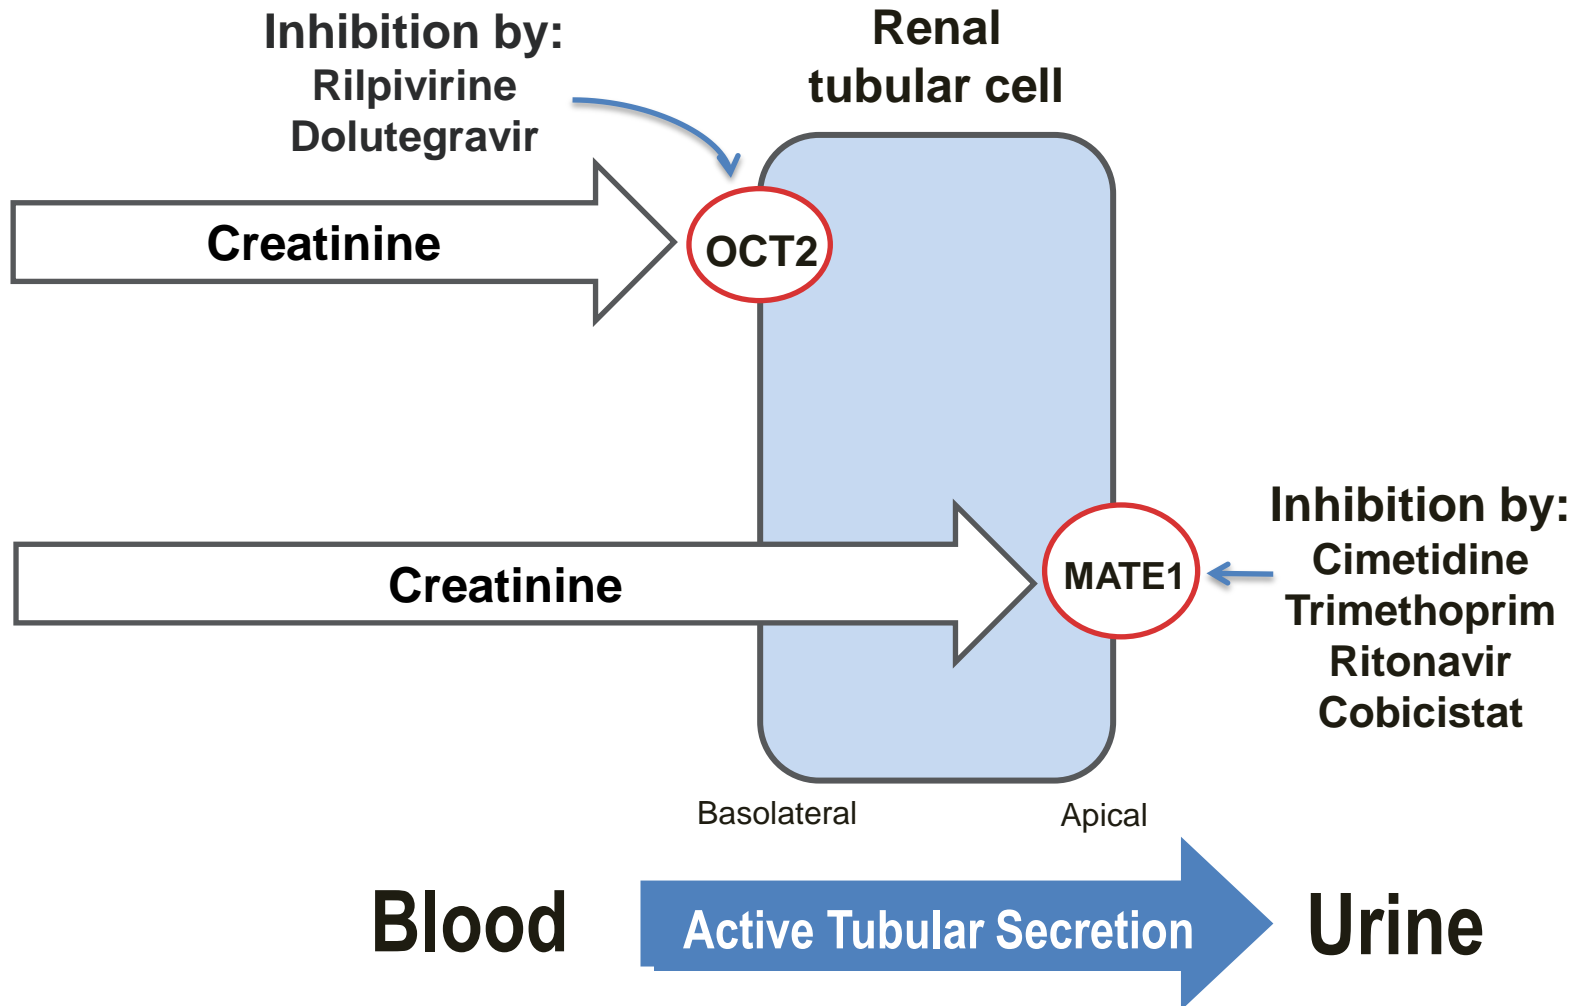 Inhibition by:
Rilpivirine
Dolutegravir
Renal
tubular cell
Creatinine
OCT2
Creatinine
MATE1
Inhibition by:
Cimetidine
Trimethoprim
Ritonavir
Cobicistat
Basolateral
Apical
Blood
Active Tubular Secretion
Urine